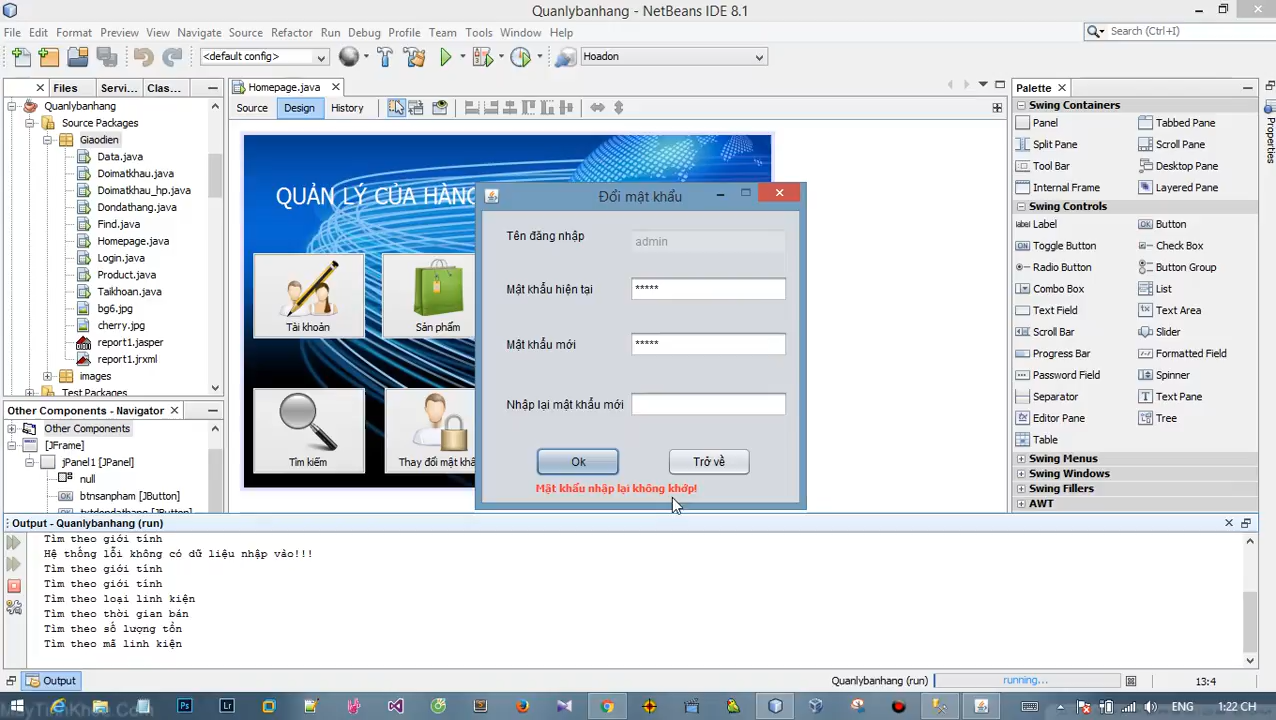 Quanlybanhang - NetBeans IDE 8.1
File Edit Format Preview View Navigate Source Refactor Run Debug Profile Team Tools Window Help
Search (Ctrl+I)
<default config>
Hoadon
Files Servi... Clas...
Quanlybanhang
Source Packages
Giaodien
Data.java
Doimatkhau.java
Doimatkhau_hp.java
Dondathang.java
Find.java
Homepage.java
Login.java
Product.java
Taikhoan.java
bg6.jpg
cherry.jpg
report1.jasper
report1.jrxml
images
Test Packages
Other Components - Navigator
Other Components
[JFrame]
jPanel1 [JPanel]
null
btnsanpham [JButton]
txtdondathang [JButton]
Homepage.java
Source Design History
QUẢN LÝ CỦA HÀNG
Tài khoản
Sản phẩm
Tìm kiếm
Thay đổi mật khẩ
Đổi mật khẩu
Tên đăng nhập
admin
Mật khẩu hiện tại
*****
Mật khẩu mới
*****
Nhập lại mật khẩu mới
Ok
Trở về
Mật khẩu nhập lại không khớp!
Palette
Swing Containers
Panel Tabbed Pane
Split Pane Scroll Pane
Tool Bar Desktop Pane
Internal Frame Layered Pane
Swing Controls
Label Button
Toggle Button Check Box
Radio Button Button Group
Combo Box List
Text Field Text Area
Scroll Bar Slider
Progress Bar Formatted Field
Password Field Spinner
Separator Text Pane
Editor Pane Tree
Table
Swing Menus
Swing Windows
Swing Fillers
AWT
Properties
Output - Quanlybanhang (run)
Tìm theo giới tính
Hệ thống lỗi không có dữ liệu nhập vào!!!
Tìm theo giới tính
Tìm theo giới tính
Tìm theo loại linh kiện
Tìm theo thời gian bán
Tìm theo số lượng tồn
Tìm theo mã linh kiện
Output
Quanlybanhang (run)
running...
13:4
MayTinhKhoe.Com
ENG
1:22 CH